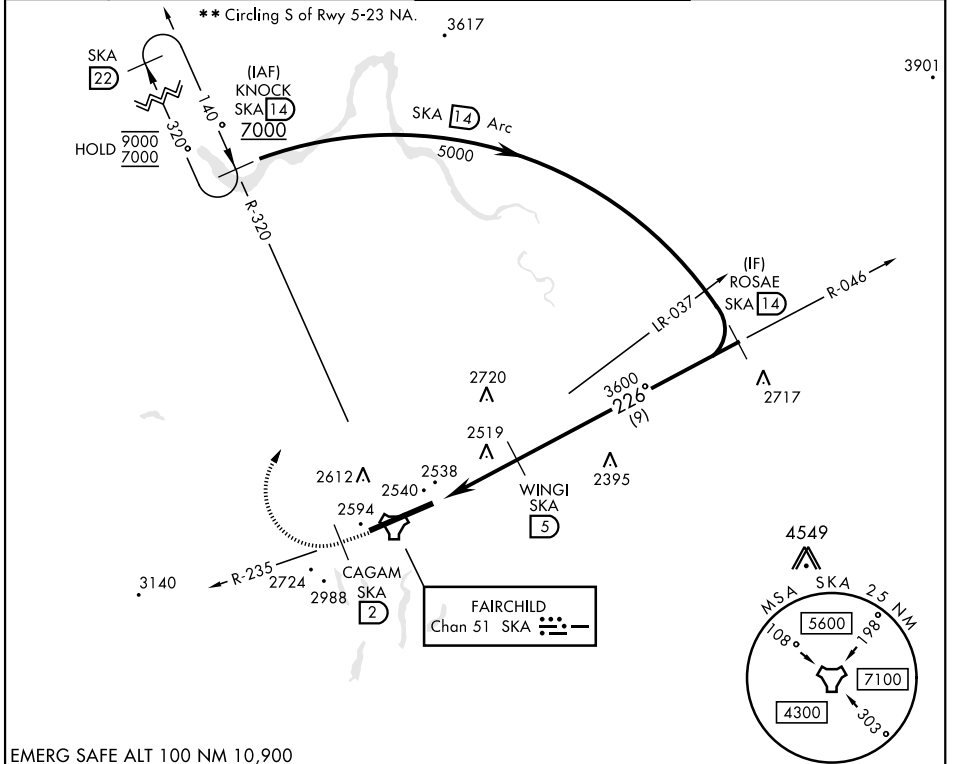 ** Circling S of Rwy 5-23 NA.
3617
3901
SKA
22
(IAF)
KNOCK
SKA 14
7000
140°
320°
HOLD 9000
7000
SKA 14 Arc
5000
R-320
(IF)
ROSAE
SKA 14
LR-037
R-046
2720
3600
226°
(9)
2717
2519
2395
2612
2538
2540
WINGI
SKA
5
2594
4549
R-235
CAGAM
SKA
2
2724
2988
3140
FAIRCHILD
Chan 51 SKA
MSA SKA 25 NM
108°
5600
198°
7100
4300
303°
EMERG SAFE ALT 100 NM 10,900